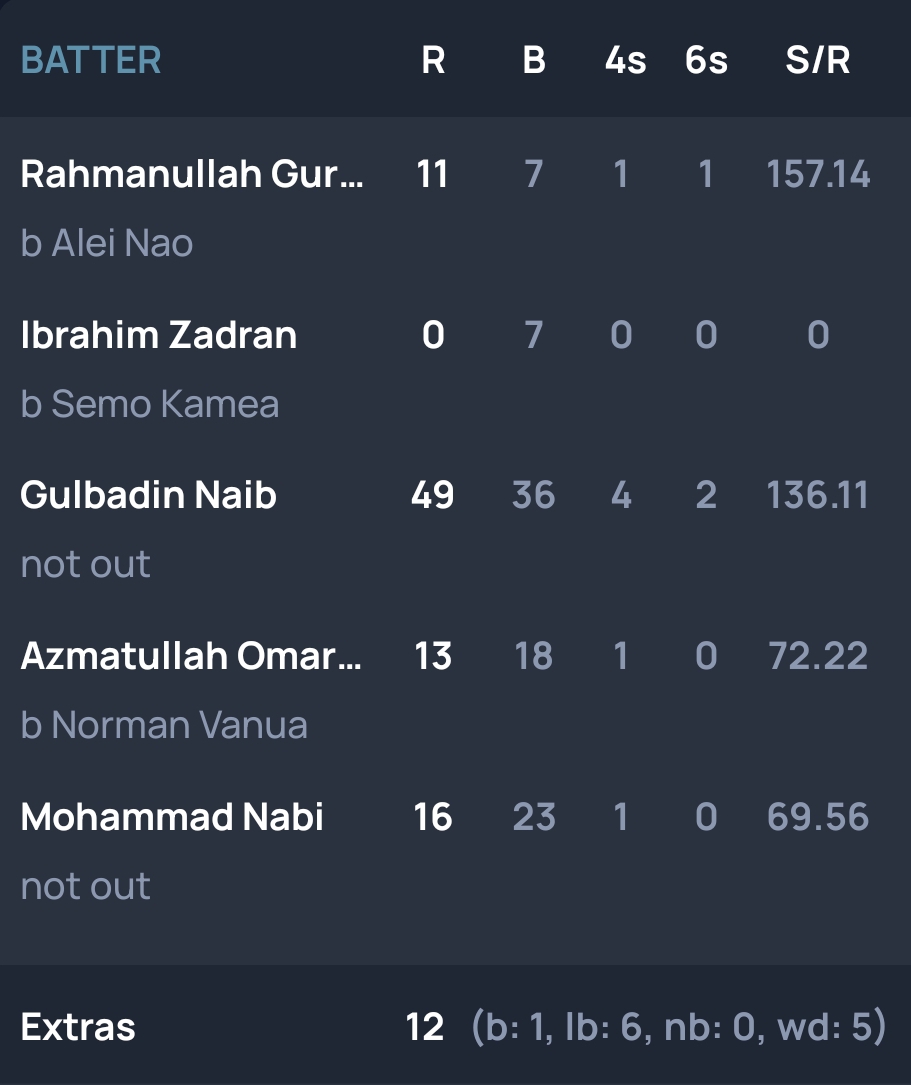 BATTER R B 4s 6s S/R
Rahmanullah Gur... 11 7 1 1 157.14
b Alei Nao
Ibrahim Zadran 0 7 0 0 0
b Semo Kamea
Gulbadin Naib 49 36 4 2 136.11
not out
Azmatullah Omar... 13 18 1 0 72.22
b Norman Vanua
Mohammad Nabi 16 23 1 0 69.56
not out
Extras 12 (b: 1, lb: 6, nb: 0, wd: 5)